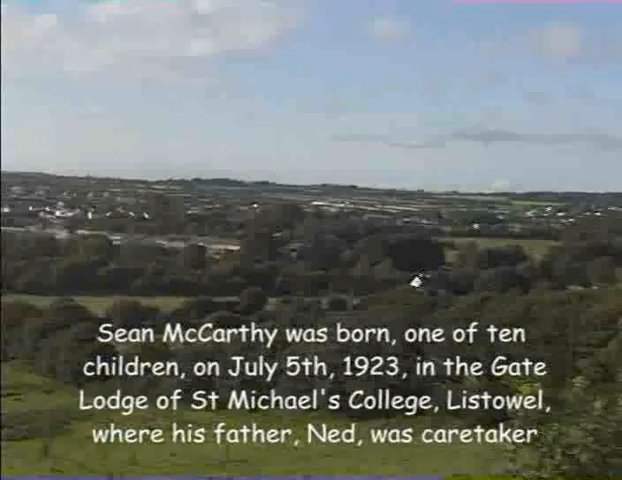 Sean McCarthy was born, one of ten
children, on July 5th, 1923, in the Gate
Lodge of St Michael's College, Listowel,
where his father, Ned, was caretaker